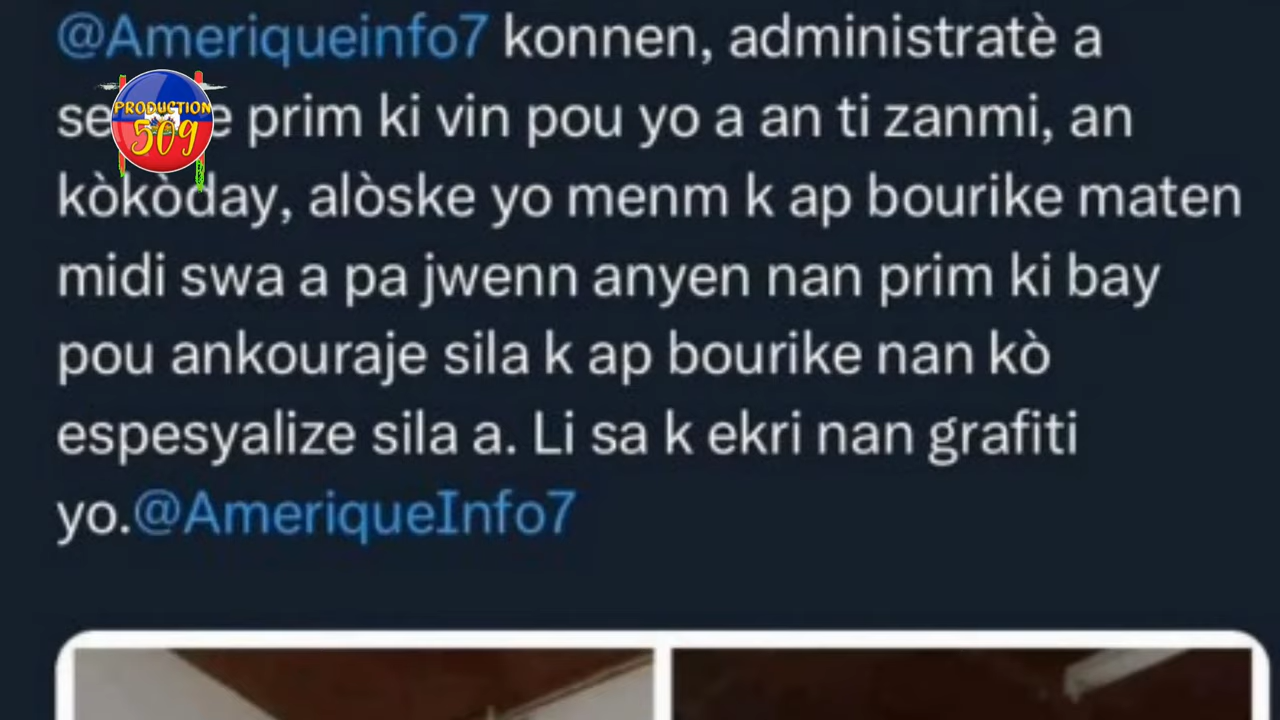 @Ameriqueinfo7 konnen, administratè a
prim ki vin pou yo a an ti zanmi, an
kòkòday, alòske yo menm k ap bourike maten
midi swa a pa jwenn anyen nan prim ki bay
pou ankouraje sila k ap bourike nan kò
espesyalize sila a. Li sa k ekri nan grafiti
yo.@AmeriqueInfo7
PRODUCTION
509